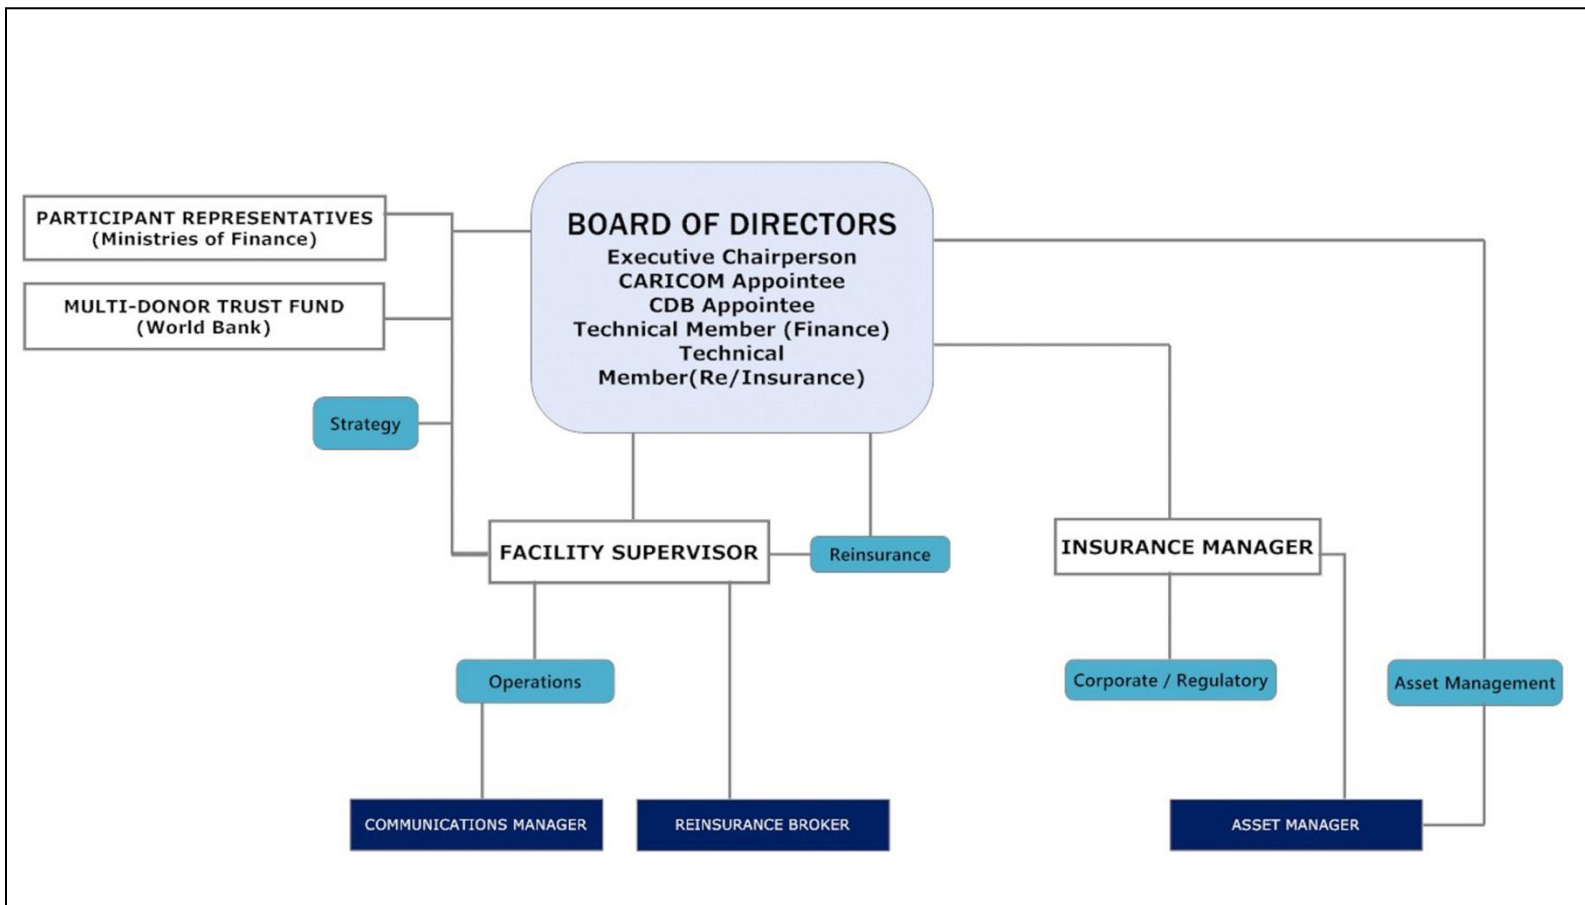 PARTICIPANT REPRESENTATIVES
(Ministries of Finance)
MULTI-DONOR TRUST FUND
(World Bank)
BOARD OF DIRECTORS
Executive Chairperson
CARICOM Appointee
CDB Appointee
Technical Member (Finance)
Technical
Member(Re/Insurance)
Strategy
FACILITY SUPERVISOR
Reinsurance
INSURANCE MANAGER
Operations
Corporate / Regulatory
Asset Management
COMMUNICATIONS MANAGER
REINSURANCE BROKER
ASSET MANAGER